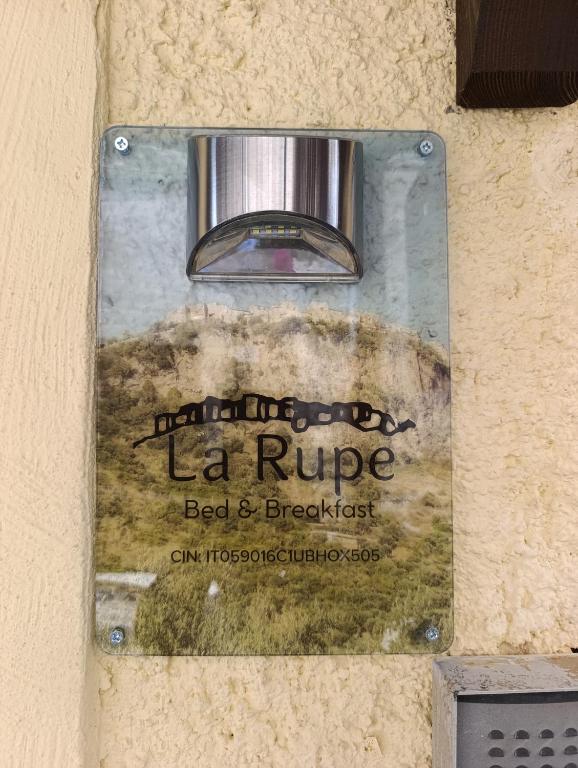 La Rupe
Bed & Breakfast
CIN: IT059016C1UBHOX505